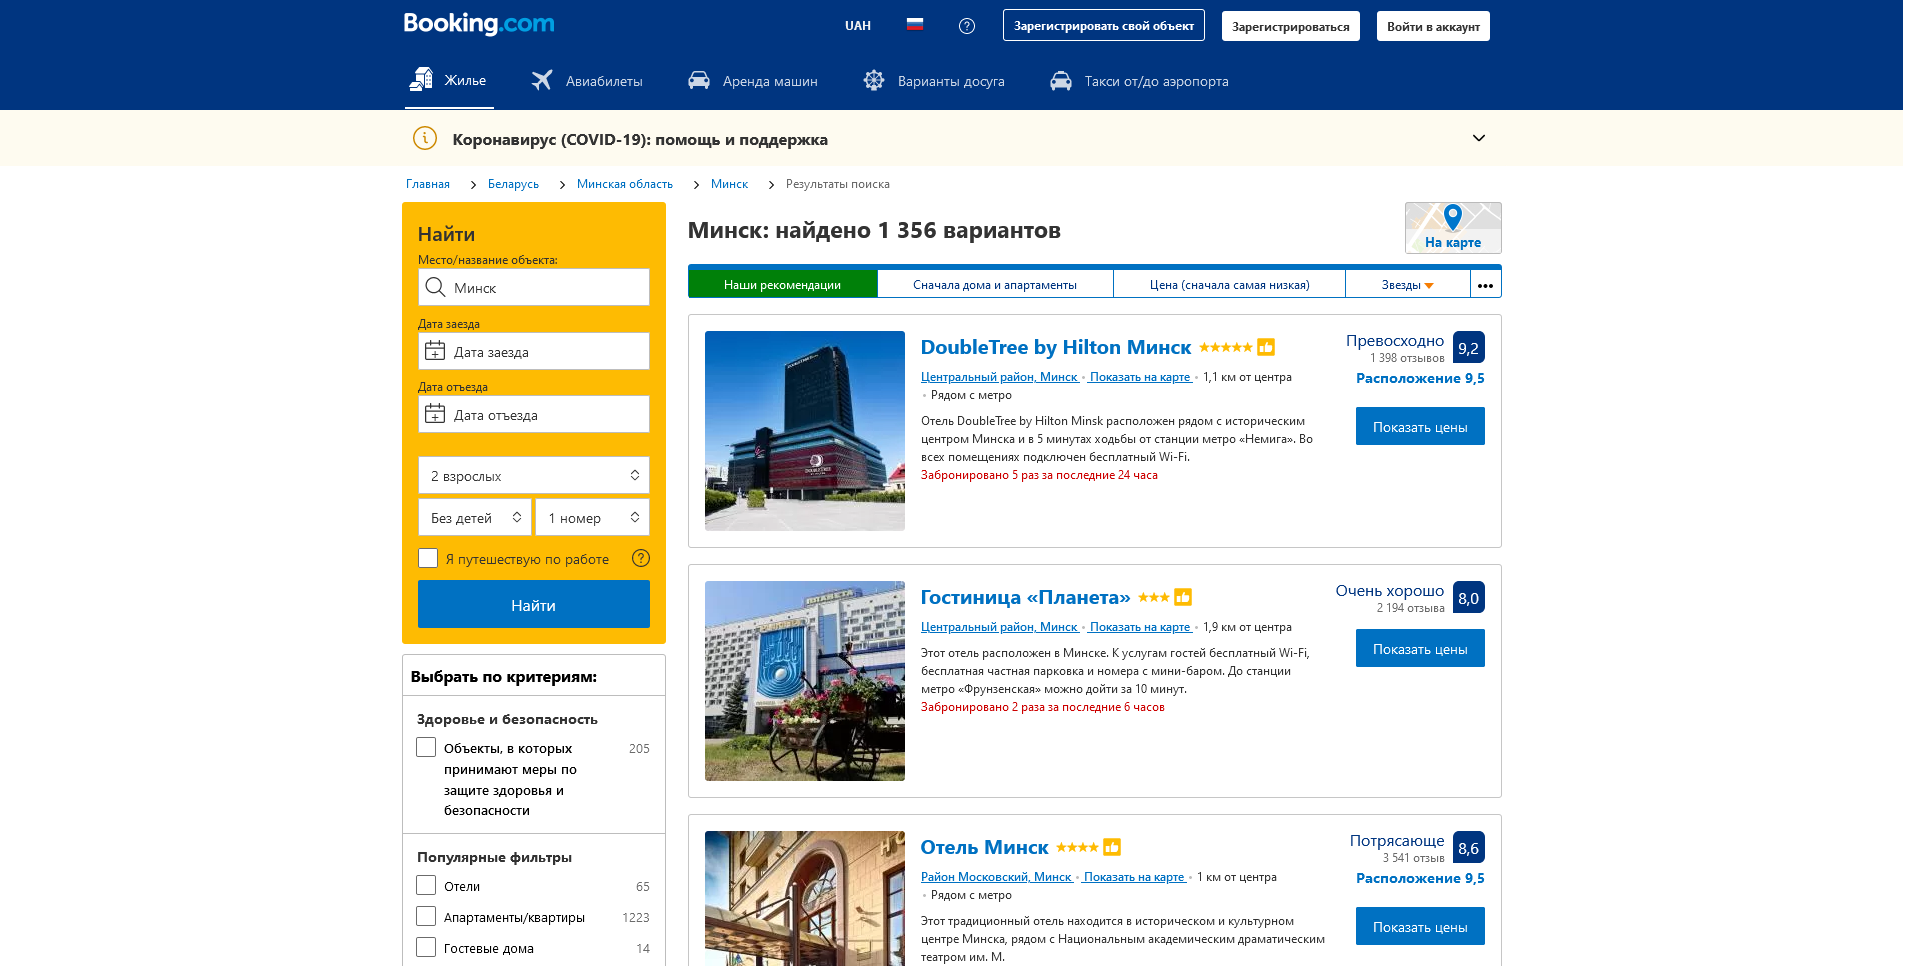 Booking.com
UAH
Зарегистрировать свой объект
Зарегистрироваться
Войти в аккаунт
Жилье
Авиабилеты
Аренда машин
Варианты досуга
Такси от/до аэропорта
Коронавирус (COVID-19): помощь и поддержка
Главная
Беларусь
Минская область
Минск
Результаты поиска
Найти
Место/название объекта:
Минск
Дата заезда
Дата заезда
Дата отъезда
Дата отъезда
2 взрослых
Без детей
1 номер
Я путешествую по работе
Найти
Выбрать по критериям:
Здоровье и безопасность
Объекты, в которых 205
принимают меры по
защите здоровья и
безопасности
Популярные фильтры
Отели 65
Апартаменты/квартиры 1223
Гостевые дома 14
Минск: найдено 1 356 вариантов
На карте
Наши рекомендации
Сначала дома и апартаменты
Цена (сначала самая низкая)
Звезды
DoubleTree by Hilton Минск
Центральный район, Минск • Показать на карте • 1,1 км от центра
• Рядом с метро
Отель DoubleTree by Hilton Minsk расположен рядом с историческим
центром Минска и в 5 минутах ходьбы от станции метро «Немига». Во
всех помещениях подключен бесплатный Wi-Fi.
Забронировано 5 раз за последние 24 часа
Превосходно
1 398 отзывов
9,2
Расположение 9,5
Показать цены
Гостиница «Планета»
Центральный район, Минск • Показать на карте • 1,9 км от центра
Этот отель расположен в Минске. К услугам гостей бесплатный Wi-Fi,
бесплатная частная парковка и номера с мини-баром. До станции
метро «Фрунзенская» можно дойти за 10 минут.
Забронировано 2 раза за последние 6 часов
Очень хорошо
2 194 отзыва
8,0
Показать цены
ПЛАНЕТА
Отель Минск
Район Московский, Минск • Показать на карте • 1 км от центра
• Рядом с метро
Этот традиционный отель находится в историческом и культурном
центре Минска, рядом с Национальным академическим драматическим
театром им. М.
Потрясающе
3 541 отзыв
8,6
Расположение 9,5
Показать цены